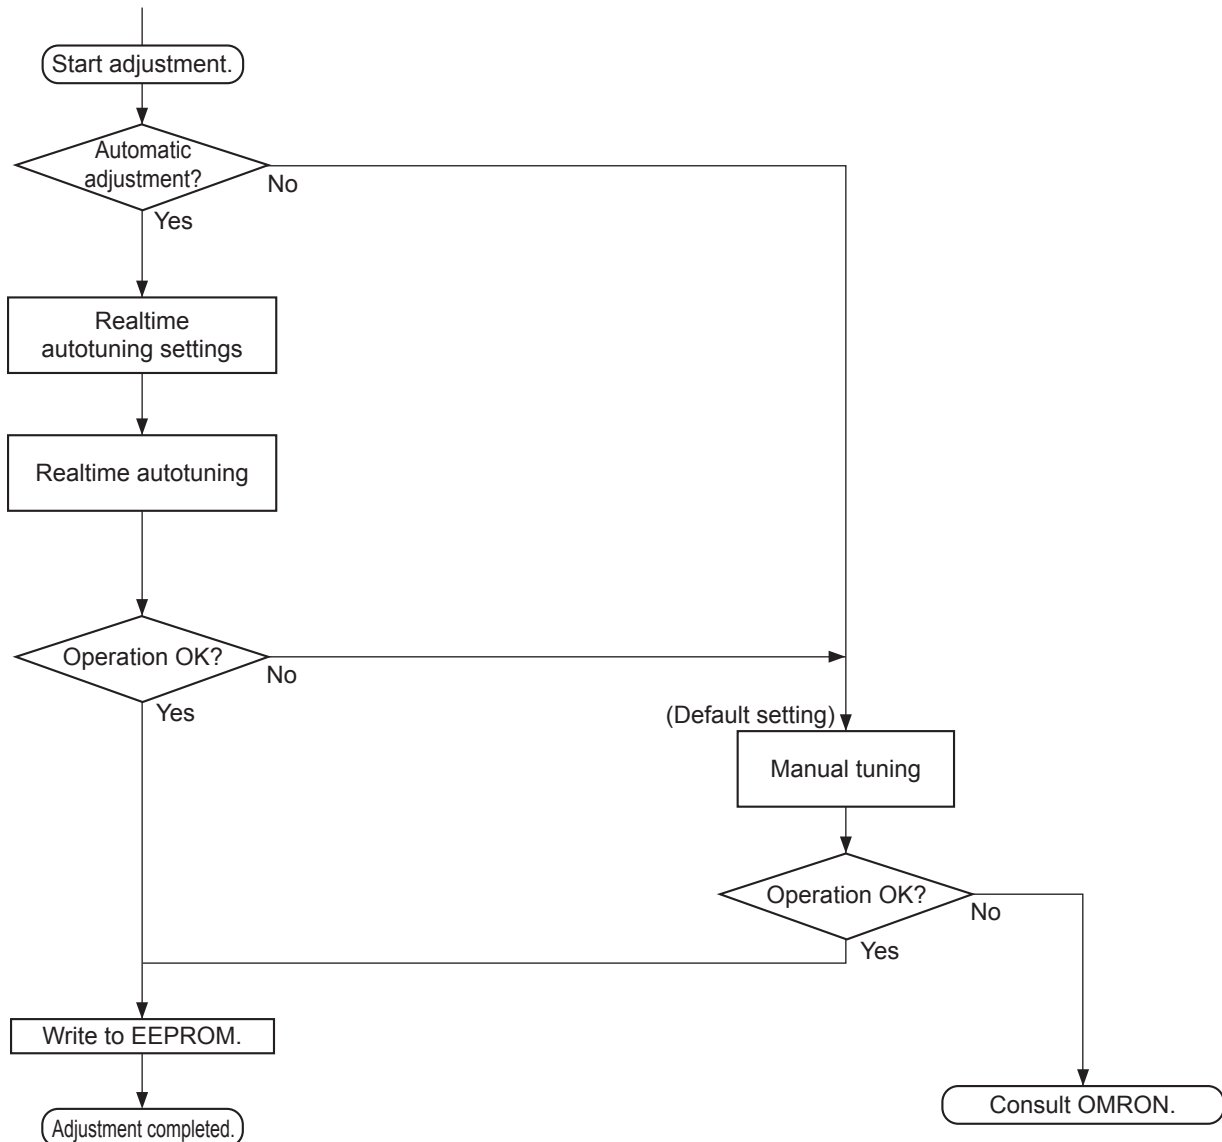 Start adjustment.
Automatic
adjustment?
No
Yes
Realtime
autotuning settings
Realtime autotuning
Operation OK?
No
Yes
(Default setting)
Manual tuning
Operation OK?
No
Yes
Write to EEPROM.
Consult OMRON.
Adjustment completed.